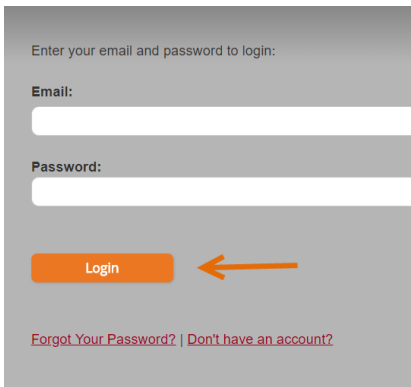 Enter your email and password to login:
Email:
Password:
Login
Forgot Your Password? | Don't have an account?